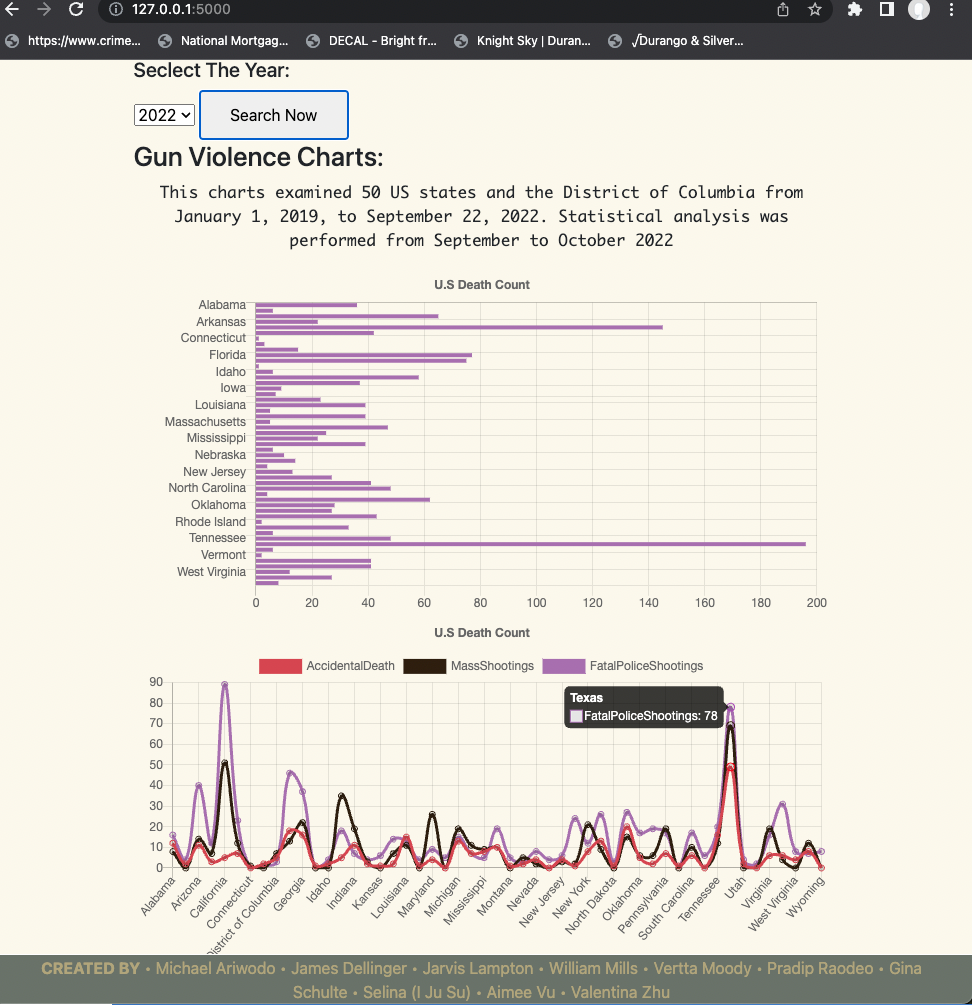 127.0.0.1:5000
https://www.crime... National Mortgag... DECAL - Bright fr... Knight Sky | Duran... √Durango & Silver...
Seclect The Year:
2022 Search Now
Gun Violence Charts:
This charts examined 50 US states and the District of Columbia from
January 1, 2019, to September 22, 2022. Statistical analysis was
performed from September to October 2022
U.S Death Count
Alabama
Arkansas
Connecticut
Florida
Idaho
Iowa
Louisiana
Massachusetts
Mississippi
Nebraska
New Jersey
North Carolina
Oklahoma
Rhode Island
Tennessee
Vermont
West Virginia
0 20 40 60 80 100 120 140 160 180 200
U.S Death Count
AccidentalDeath MassShootings FatalPoliceShootings
90
80
70
60
50
40
30
20
10
0
Texas
FatalPoliceShootings: 78
Alabama Arizona California Connecticut District of Columbia Georgia Idaho Indiana Kansas Louisiana Maryland Michigan Mississippi Montana Nevada New Jersey New York North Dakota Oklahoma Pennsylvania South Carolina Tennessee Utah Virginia West Virginia Wyoming
CREATED BY • Michael Ariwodo • James Dellinger • Jarvis Lampton • William Mills • Vertta Moody • Pradip Raodeo • Gina
Schulte • Selina (I Ju Su) • Aimee Vu • Valentina Zhu